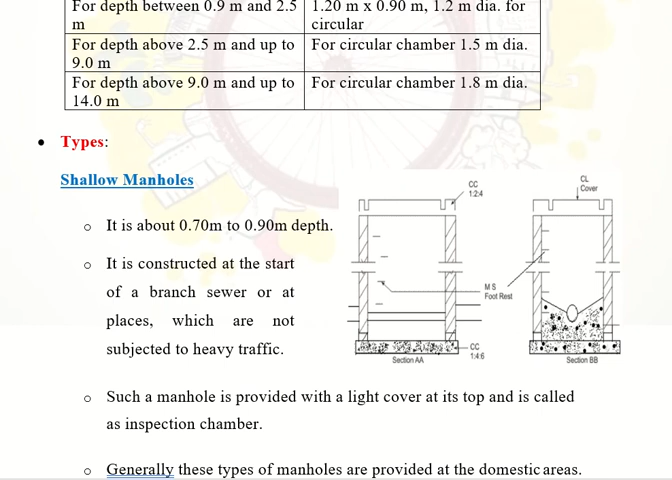 For depth between 0.9 m and 2.5 m
1.20 m x 0.90 m, 1.2 m dia. for circular
For depth above 2.5 m and up to 9.0 m
For circular chamber 1.5 m dia.
For depth above 9.0 m and up to 14.0 m
For circular chamber 1.8 m dia.
• Types:
Shallow Manholes
o It is about 0.70m to 0.90m depth.
o It is constructed at the start
of a branch sewer or at
places, which are not
subjected to heavy traffic.
CC
1:2:4
CL
Cover
M S
Foot Rest
CC
1:4:6
Section AA
Section BB
o Such a manhole is provided with a light cover at its top and is called
as inspection chamber.
o Generally these types of manholes are provided at the domestic areas.